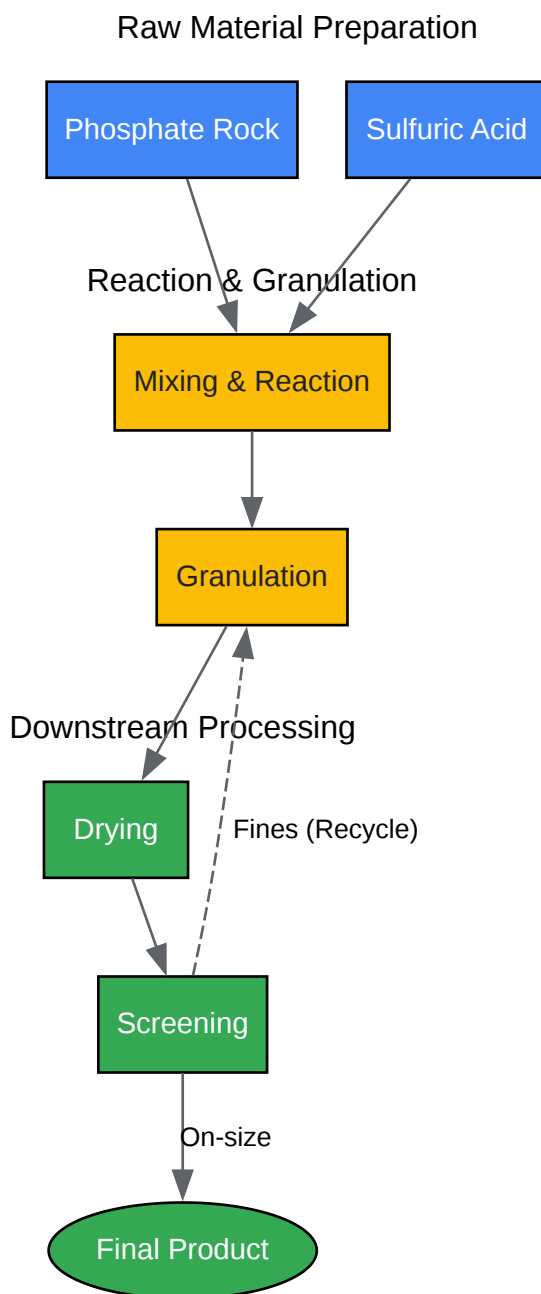 Raw Material Preparation
Phosphate Rock
Sulfuric Acid
Reaction & Granulation
Mixing & Reaction
Granulation
Downstream Processing
Drying
Fines (Recycle)
Screening
On-size
Final Product